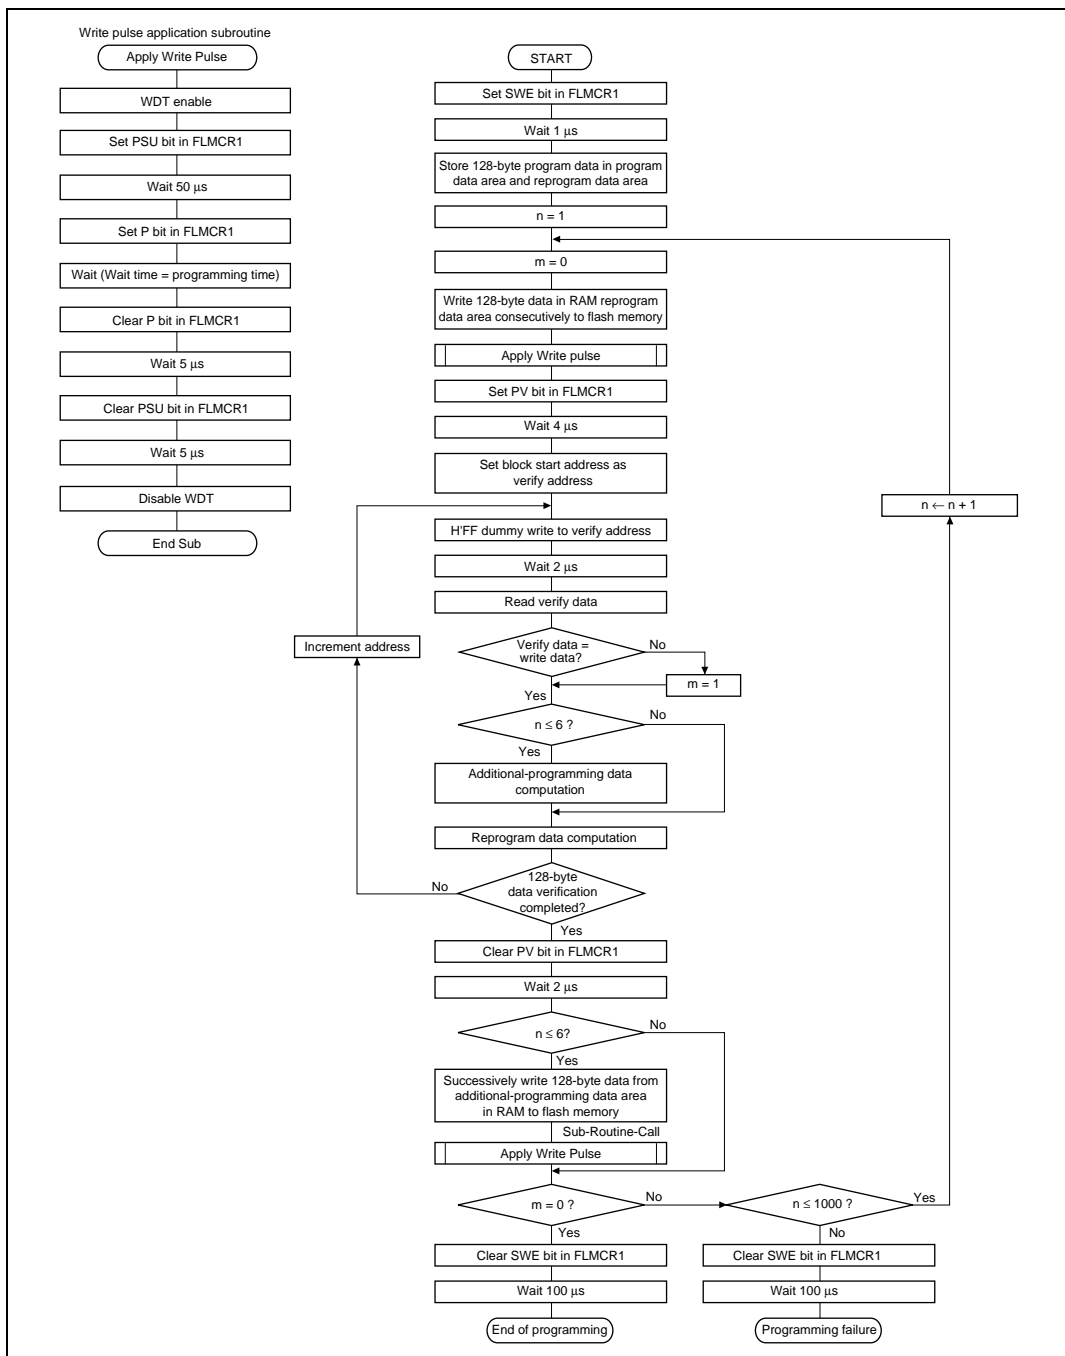 Write pulse application subroutine
Apply Write Pulse
WDT enable
Set PSU bit in FLMCR1
Wait 50 µs
Set P bit in FLMCR1
Wait (Wait time = programming time)
Clear P bit in FLMCR1
Wait 5 µs
Clear PSU bit in FLMCR1
Wait 5 µs
Disable WDT
End Sub
START
Set SWE bit in FLMCR1
Wait 1 µs
Store 128-byte program data in program
data area and reprogram data area
n = 1
m = 0
Write 128-byte data in RAM reprogram
data area consecutively to flash memory
Apply Write pulse
Set PV bit in FLMCR1
Wait 4 µs
Set block start address as
verify address
n ← n + 1
H'FF dummy write to verify address
Wait 2 µs
Read verify data
Increment address
Verify data =
write data?
No
m = 1
Yes
n ≤ 6 ?
No
Yes
Additional-programming data
computation
Reprogram data computation
128-byte
data verification
completed?
No
Yes
Clear PV bit in FLMCR1
Wait 2 µs
n ≤ 6?
No
Yes
Successively write 128-byte data from
additional-programming data area
in RAM to flash memory
Sub-Routine-Call
Apply Write Pulse
m = 0 ?
No
n ≤ 1000 ?
Yes
Yes
No
Clear SWE bit in FLMCR1
Clear SWE bit in FLMCR1
Wait 100 µs
Wait 100 µs
End of programming
Programming failure